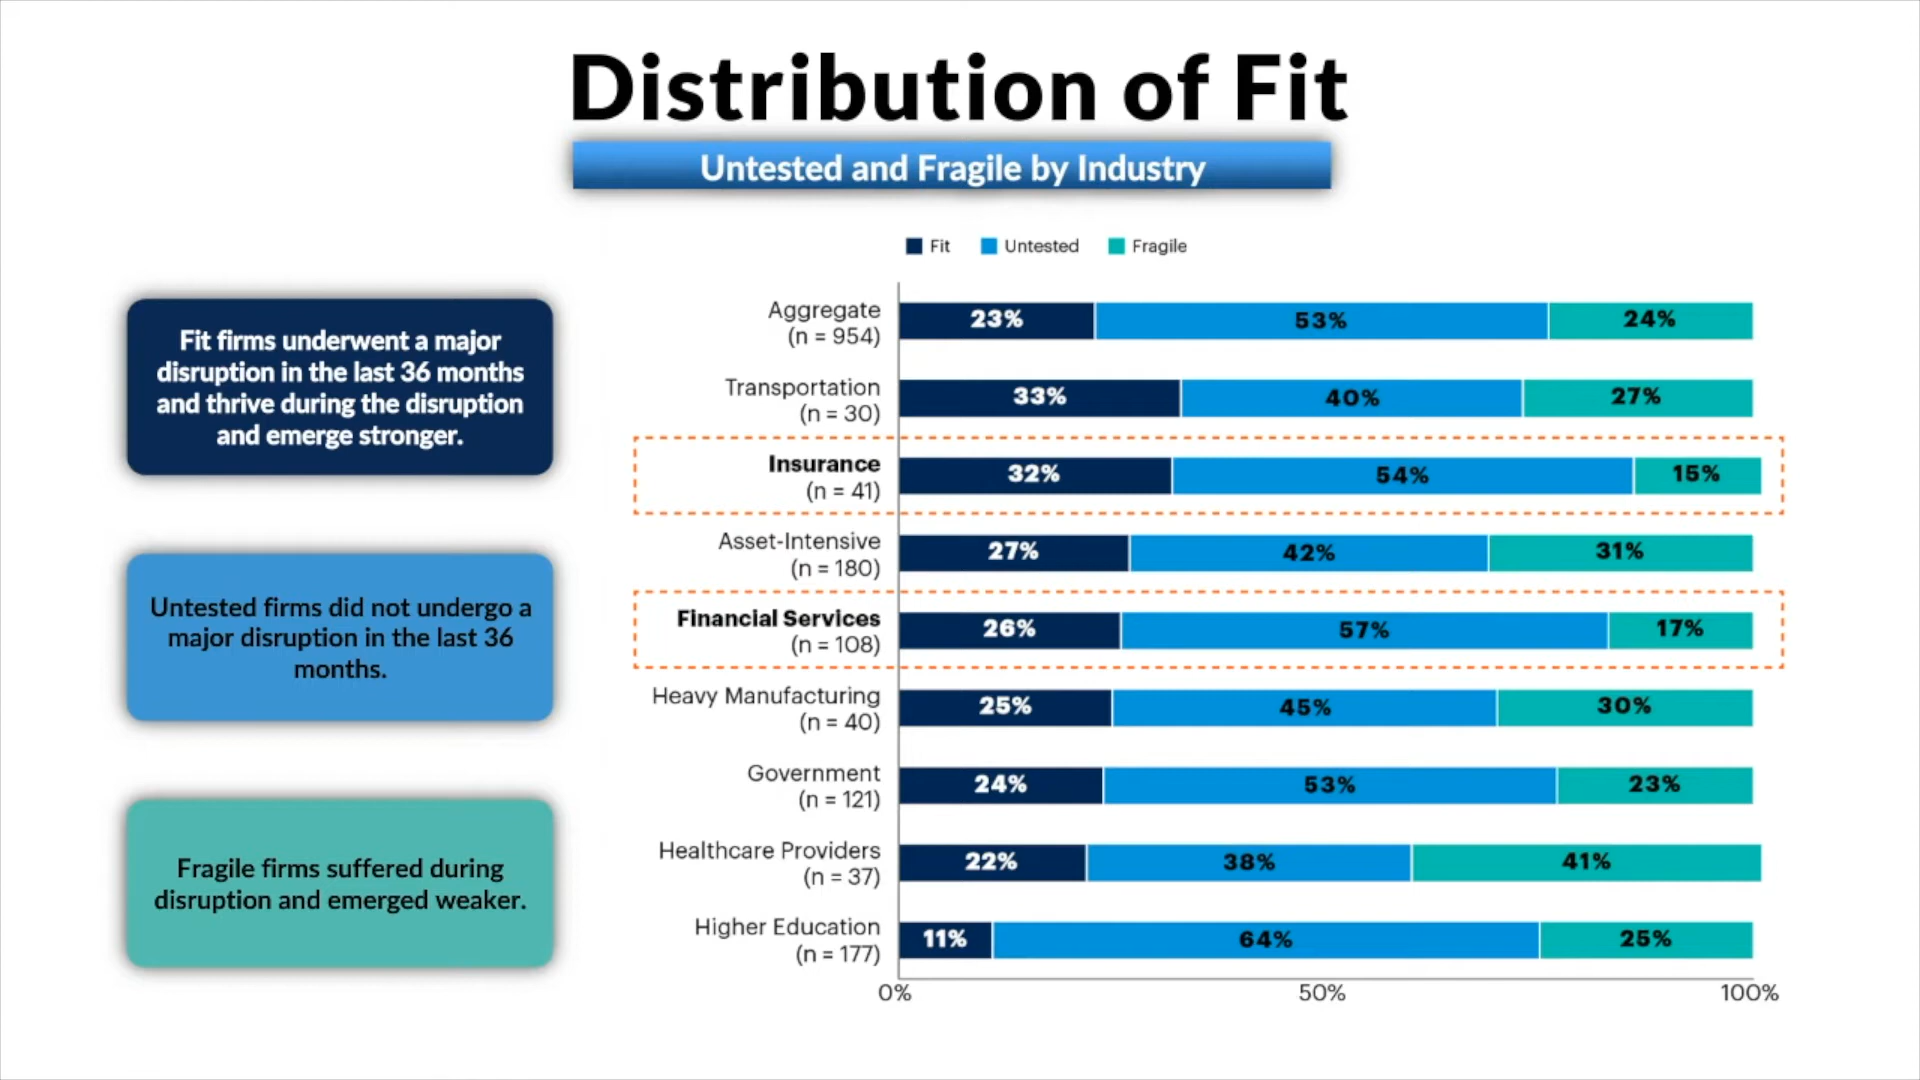 Distribution of Fit
Untested and Fragile by Industry
Fit Untested Fragile
Fit firms underwent a major
disruption in the last 36 months
and thrive during the disruption
and emerge stronger.
Untested firms did not undergo a
major disruption in the last 36
months.
Fragile firms suffered during
disruption and emerged weaker.
Aggregate
(n = 954)
23% 53% 24%
Transportation
(n = 30)
33% 40% 27%
Insurance
(n = 41)
32% 54% 15%
Asset-Intensive
(n = 180)
27% 42% 31%
Financial Services
(n = 108)
26% 57% 17%
Heavy Manufacturing
(n = 40)
25% 45% 30%
Government
(n = 121)
24% 53% 23%
Healthcare Providers
(n = 37)
22% 38% 41%
Higher Education
(n = 177)
11% 64% 25%
0% 50% 100%